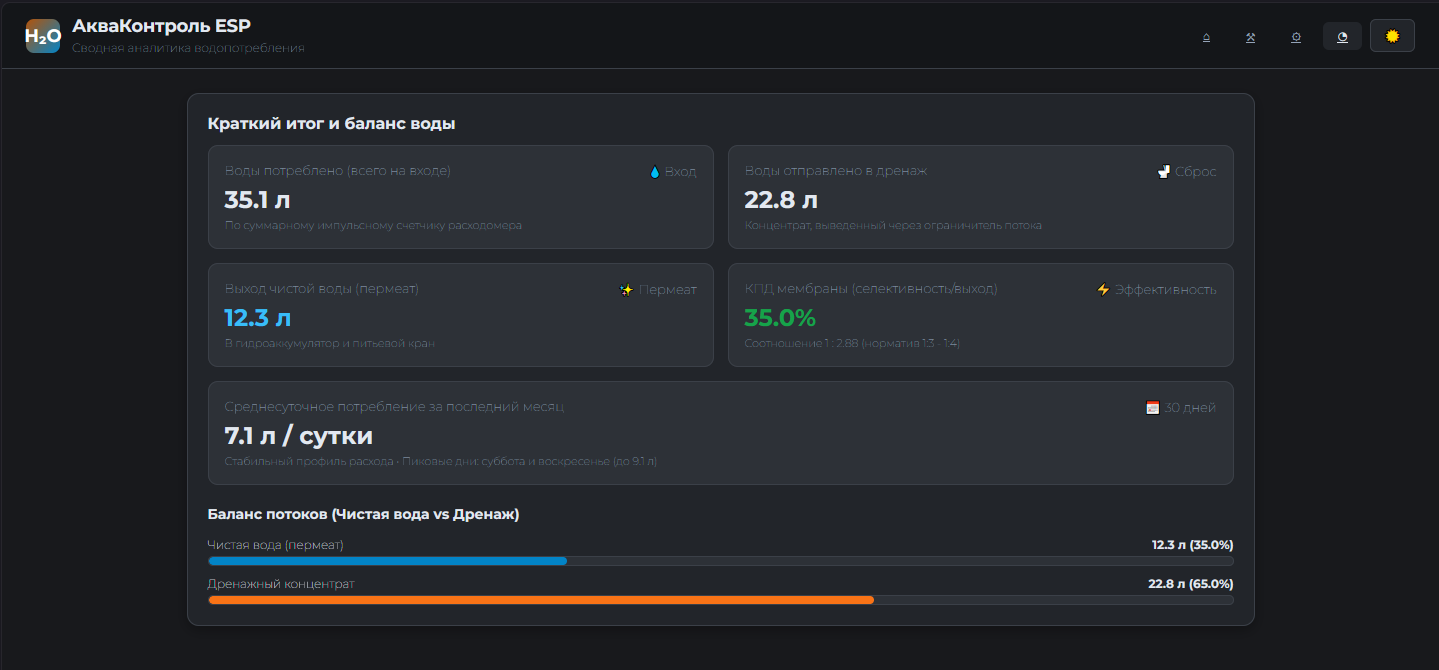 H₂O
АкваКонтроль ESP
Сводная аналитика водопотребления
Краткий итог и баланс воды
Воды потреблено (всего на входе)
Вход
35.1 л
По суммарному импульсному счетчику расходомера
Воды отправлено в дренаж
Сброс
22.8 л
Концентрат, выведенный через ограничитель потока
Выход чистой воды (пермеат)
Пермеат
12.3 л
В гидроаккумулятор и питьевой кран
КПД мембраны (селективность/выход)
Эффективность
35.0%
Соотношение 1 : 2.88 (норматив 1:3 - 1:4)
Среднесуточное потребление за последний месяц
30 дней
7.1 л / сутки
Стабильный профиль расхода • Пиковые дни: суббота и воскресенье (до 9.1 л)
Баланс потоков (Чистая вода vs Дренаж)
Чистая вода (пермеат)
12.3 л (35.0%)
Дренажный концентрат
22.8 л (65.0%)